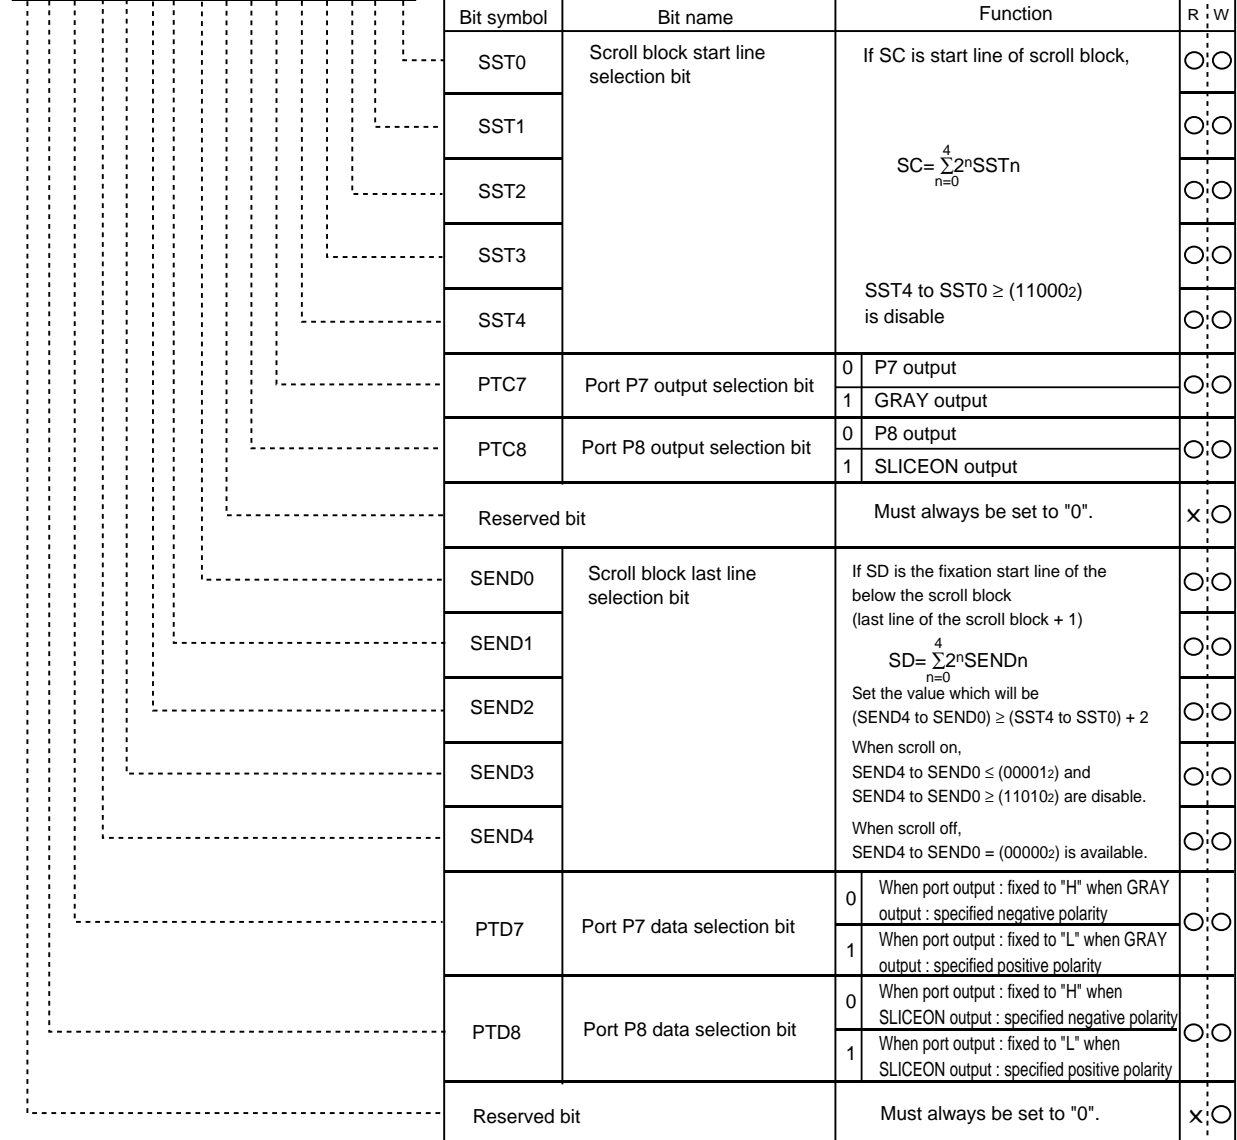 Bit symbol Bit name Function R W
SST0 Scroll block start line
selection bit If SC is start line of scroll block,
SST1
SC= 4 Σ n=0 2ⁿSSTn
SST2
SST3
SST4 SST4 to SST0 ≥ (11000₂)
is disable
PTC7 Port P7 output selection bit 0 P7 output
1 GRAY output
PTC8 Port P8 output selection bit 0 P8 output
1 SLICEON output
Reserved bit Must always be set to "0". x
SEND0 Scroll block last line
selection bit If SD is the fixation start line of the
below the scroll block
(last line of the scroll block + 1)
SEND1
SD= 4 Σ n=0 2ⁿSENDn
SEND2 Set the value which will be
(SEND4 to SEND0) ≥ (SST4 to SST0) + 2
SEND3 When scroll on,
SEND4 to SEND0 ≤ (00001₂) and
SEND4 to SEND0 ≥ (11010₂) are disable.
SEND4 When scroll off,
SEND4 to SEND0 = (00000₂) is available.
PTD7 Port P7 data selection bit 0 When port output : fixed to "H" when GRAY
output : specified negative polarity
1 When port output : fixed to "L" when GRAY
output : specified positive polarity
PTD8 Port P8 data selection bit 0 When port output : fixed to "H" when
SLICEON output : specified negative polarity
1 When port output : fixed to "L" when
SLICEON output : specified positive polarity
Reserved bit Must always be set to "0". x